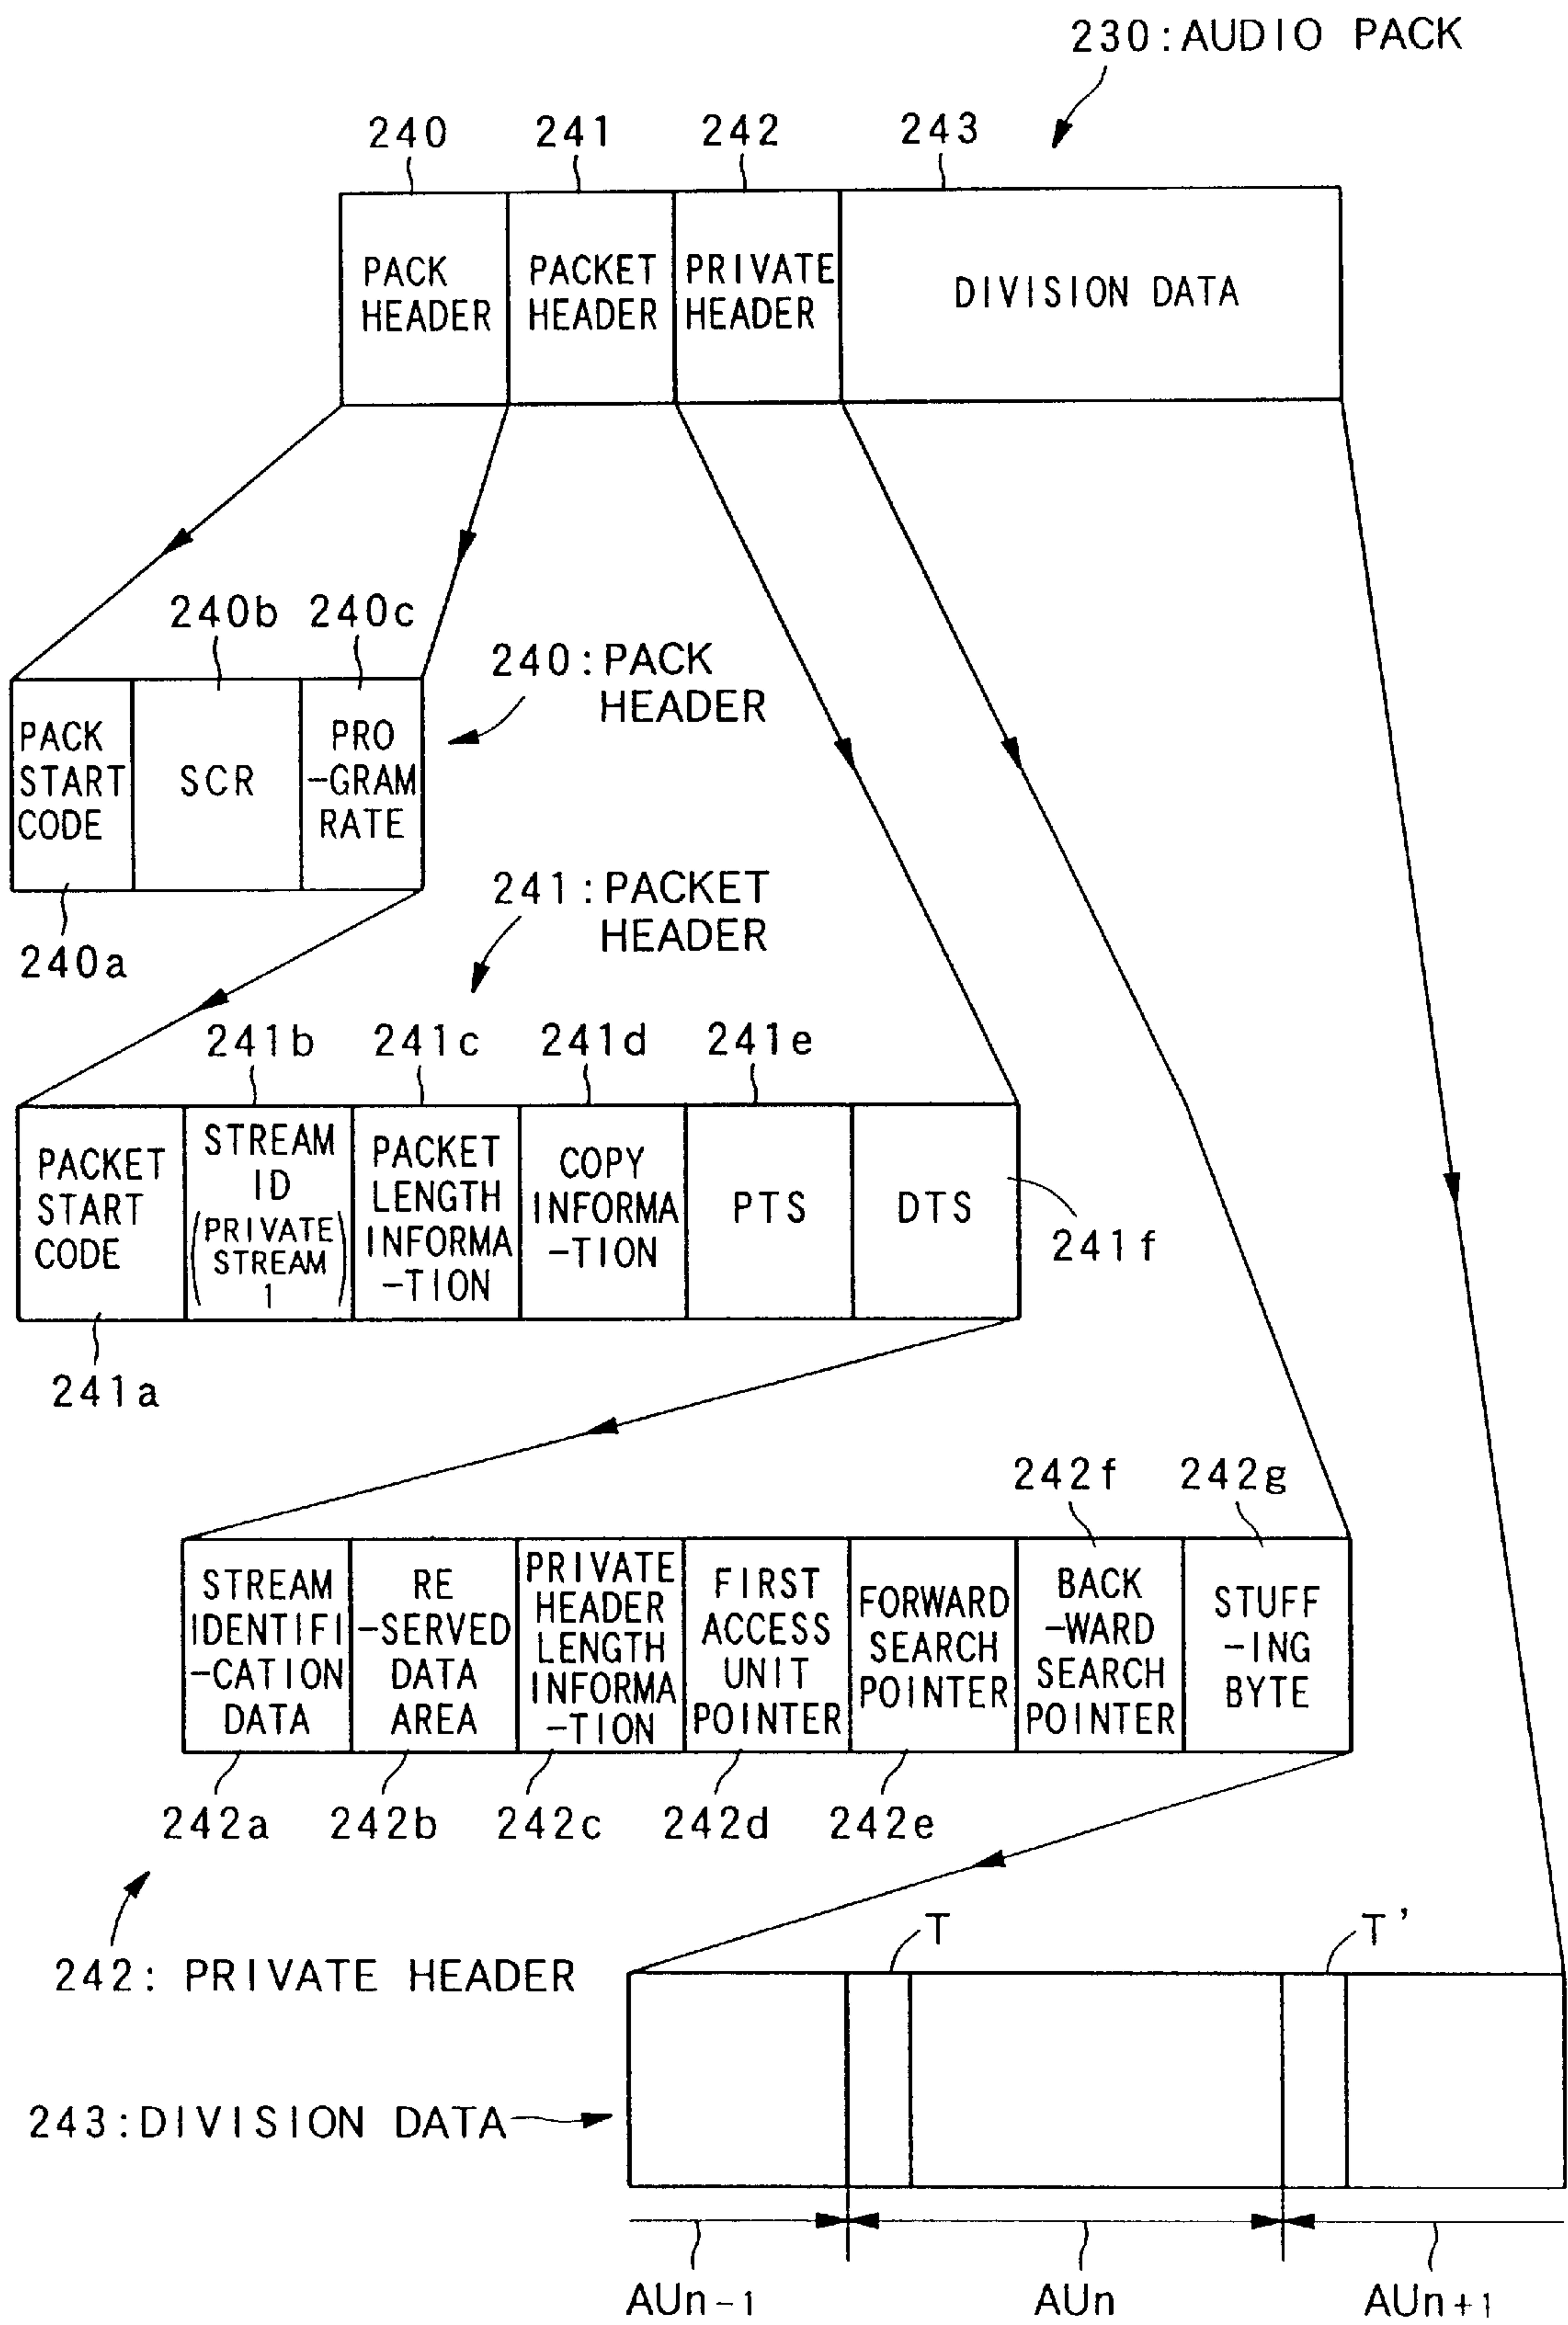 230:AUDIO PACK
240 241 242 243
PACK
HEADER
PACKET
HEADER
PRIVATE
HEADER
DIVISION DATA
240b 240c
240:PACK
HEADER
PACK
START
CODE
SCR
PRO
-GRAM
RATE
240a
241:PACKET
HEADER
241b 241c 241d 241e
PACKET
START
CODE
STREAM
ID
(PRIVATE
STREAM
1)
PACKET
LENGTH
INFORMA
-TION
COPY
INFORMA
-TION
PTS
DTS
241f
241a
242f 242g
STREAM
IDENTIFI
-CATION
DATA
RE
-SERVED
DATA
AREA
PRIVATE
HEADER
LENGTH
INFORMA
-TION
FIRST
ACCESS
UNIT
POINTER
FORWARD
SEARCH
POINTER
BACK
-WARD
SEARCH
POINTER
STUFF
-ING
BYTE
242a 242b 242c 242d 242e
242: PRIVATE HEADER
T T'
243:DIVISION DATA
AUn-1 AUn AUn+1